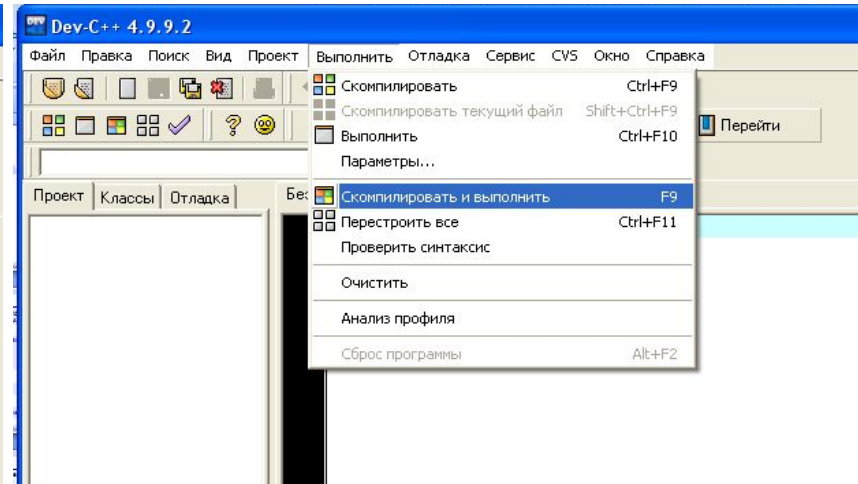 Dev-C++ 4.9.9.2
Файл Правка Поиск Вид Проект Выполнить Отладка Сервис CVS Окно Справка
Скомпилировать Ctrl+F9
Скомпилировать текущий файл Shift+Ctrl+F9
Выполнить Ctrl+F10
Перейти
Параметры...
Проект Классы Отладка
Скомпилировать и выполнить F9
Перестроить все Ctrl+F11
Проверить синтаксис
Очистить
Анализ профиля
Сброс программы Alt+F2